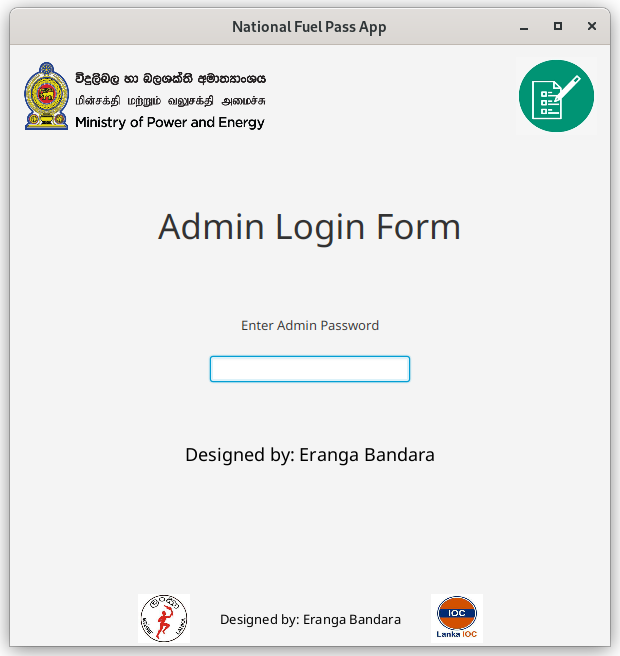 National Fuel Pass App
විදුලිබල හා බලශක්ති අමාත්‍යාංශය
மின்சக்தி மற்றும் வலுசக்தி அமைச்சு
Ministry of Power and Energy
Admin Login Form
Enter Admin Password
Designed by: Eranga Bandara
Designed by: Eranga Bandara
IOC
Lanka IOC